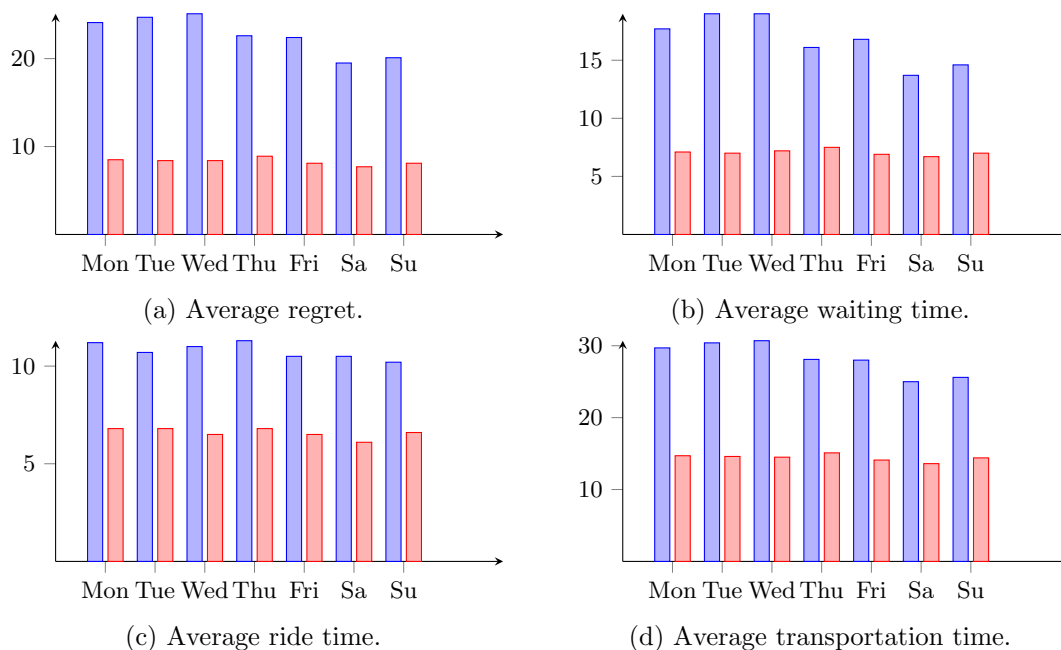 20
10
Mon Tue Wed Thu Fri Sa Su
(a) Average regret.
15
10
5
Mon Tue Wed Thu Fri Sa Su
(b) Average waiting time.
10
5
Mon Tue Wed Thu Fri Sa Su
(c) Average ride time.
30
20
10
Mon Tue Wed Thu Fri Sa Su
(d) Average transportation time.